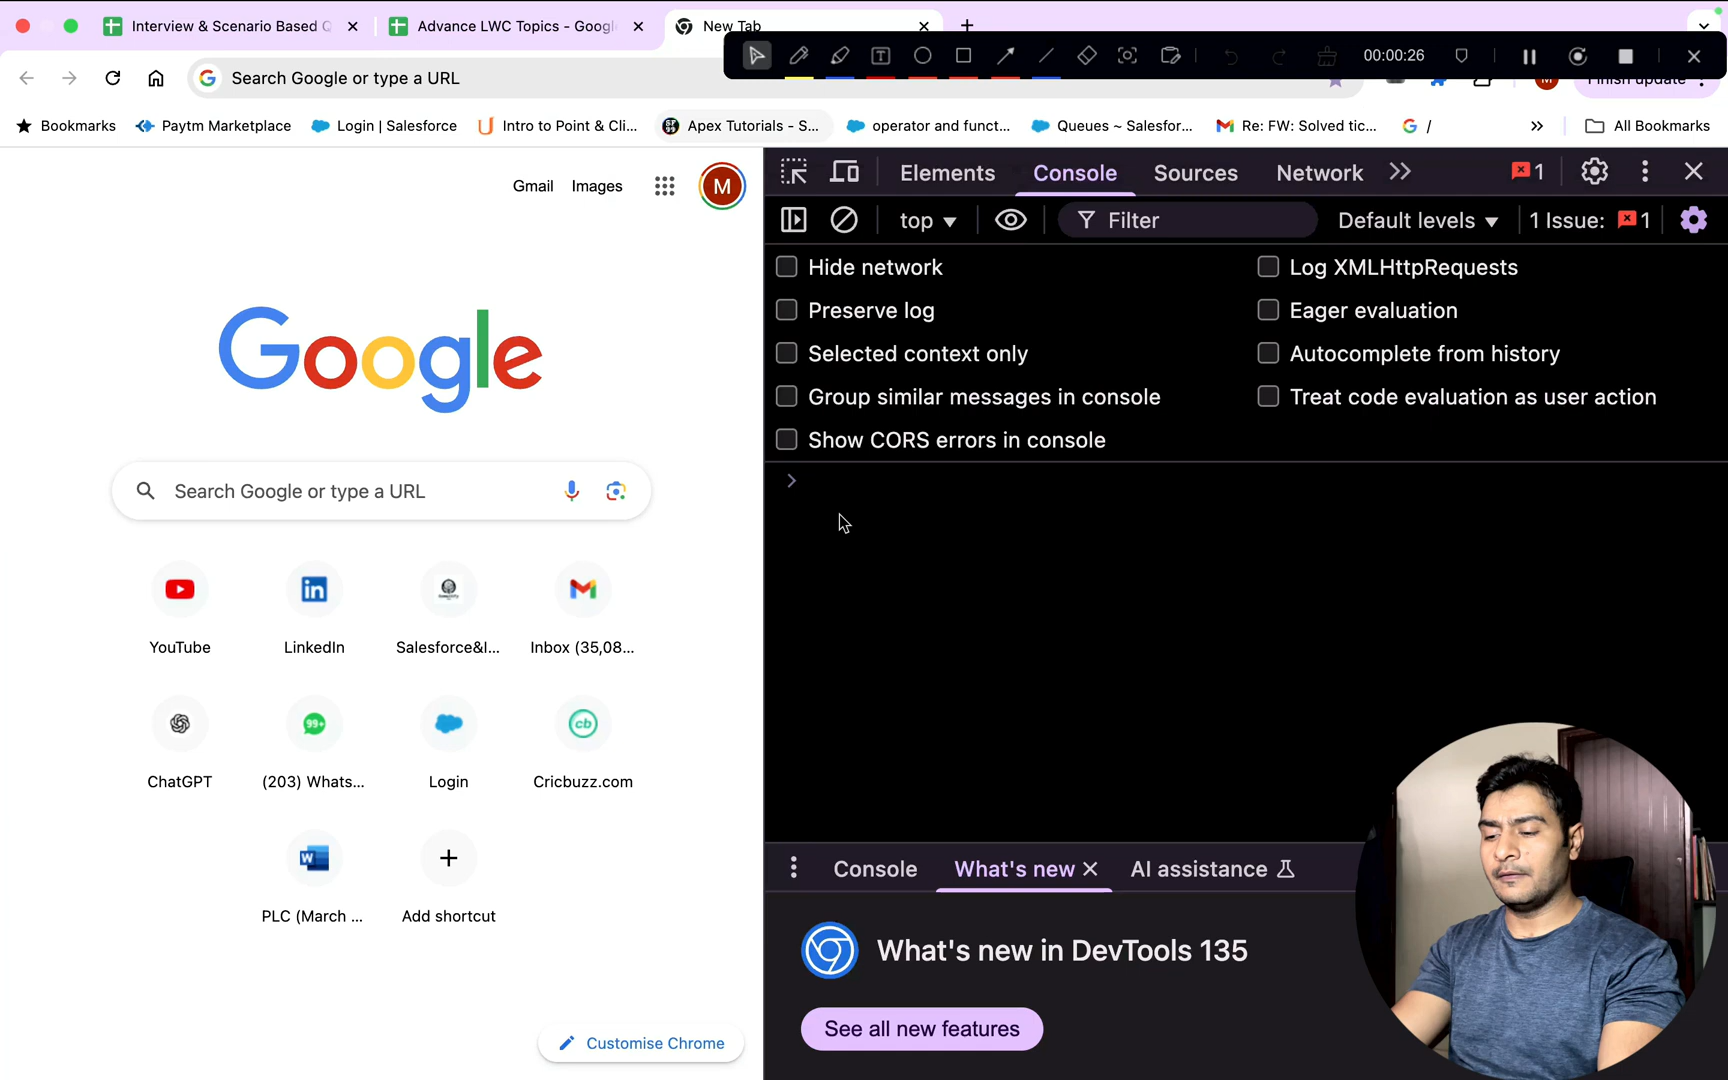 Interview & Scenario Based Q
Advance LWC Topics - Googl
New Tab
00:00:26
Search Google or type a URL
Finish update
Bookmarks
Paytm Marketplace
Login | Salesforce
Intro to Point & Cli...
Apex Tutorials - S...
operator and funct...
Queues ~ Salesfor...
Re: FW: Solved tic...
/
All Bookmarks
Gmail
Images
M
Elements
Console
Sources
Network
1
top
Filter
Default levels
1 Issue:
1
Hide network
Log XMLHttpRequests
Preserve log
Eager evaluation
Selected context only
Autocomplete from history
Group similar messages in console
Treat code evaluation as user action
Show CORS errors in console
Google
Search Google or type a URL
YouTube
LinkedIn
Salesforce&I...
Inbox (35,08...
99+
cb
ChatGPT
(203) Whats...
Login
Cricbuzz.com
W
PLC (March ...
Add shortcut
Customise Chrome
Console
What's new
AI assistance
What's new in DevTools 135
See all new features